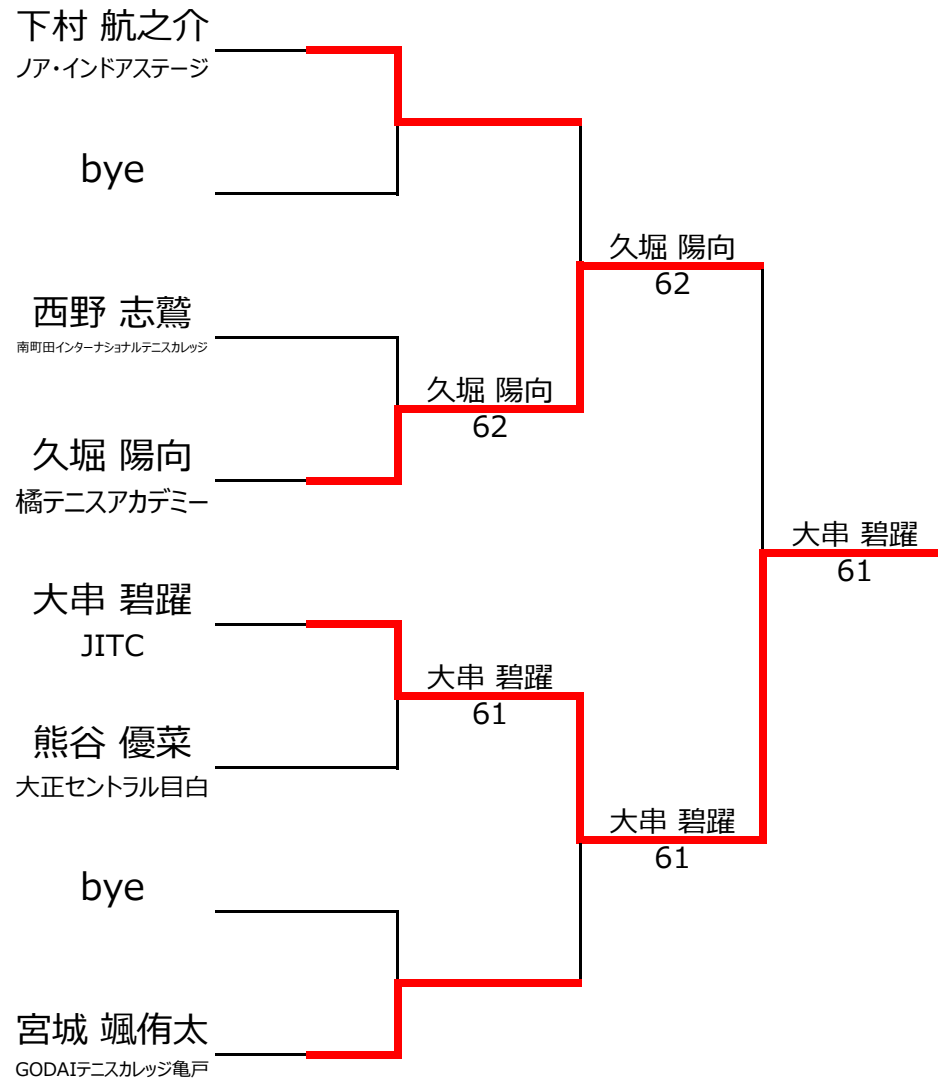 下村 航之介
ノア・インドアステージ
bye
西野 志鷲
南町田インターナショナルテニスカレッジ
久堀 陽向
橘テニスアカデミー
大串 碧躍
JITC
熊谷 優菜
大正セントラル目白
bye
宮城 颯侑太
GODAIテニスカレッジ亀戸
久堀 陽向
62
大串 碧躍
61
久堀 陽向
62
大串 碧躍
61
大串 碧躍
61